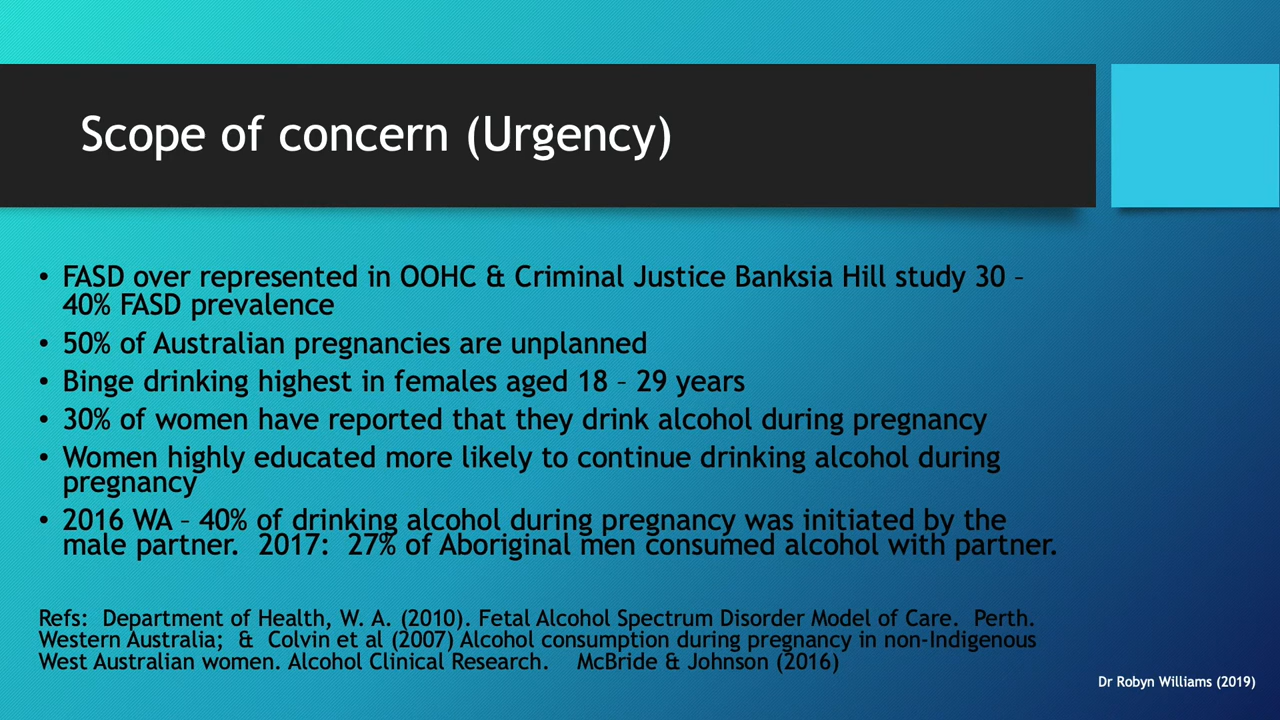 Scope of concern (Urgency)
• FASD over represented in OOHC & Criminal Justice Banksia Hill study 30 –
40% FASD prevalence
• 50% of Australian pregnancies are unplanned
• Binge drinking highest in females aged 18 – 29 years
• 30% of women have reported that they drink alcohol during pregnancy
• Women highly educated more likely to continue drinking alcohol during
pregnancy
• 2016 WA – 40% of drinking alcohol during pregnancy was initiated by the
male partner.  2017:  27% of Aboriginal men consumed alcohol with partner.
Refs:  Department of Health, W. A. (2010). Fetal Alcohol Spectrum Disorder Model of Care.  Perth.
Western Australia;  &  Colvin et al (2007) Alcohol consumption during pregnancy in non-Indigenous
West Australian women. Alcohol Clinical Research.    McBride & Johnson (2016)
Dr Robyn Williams (2019)